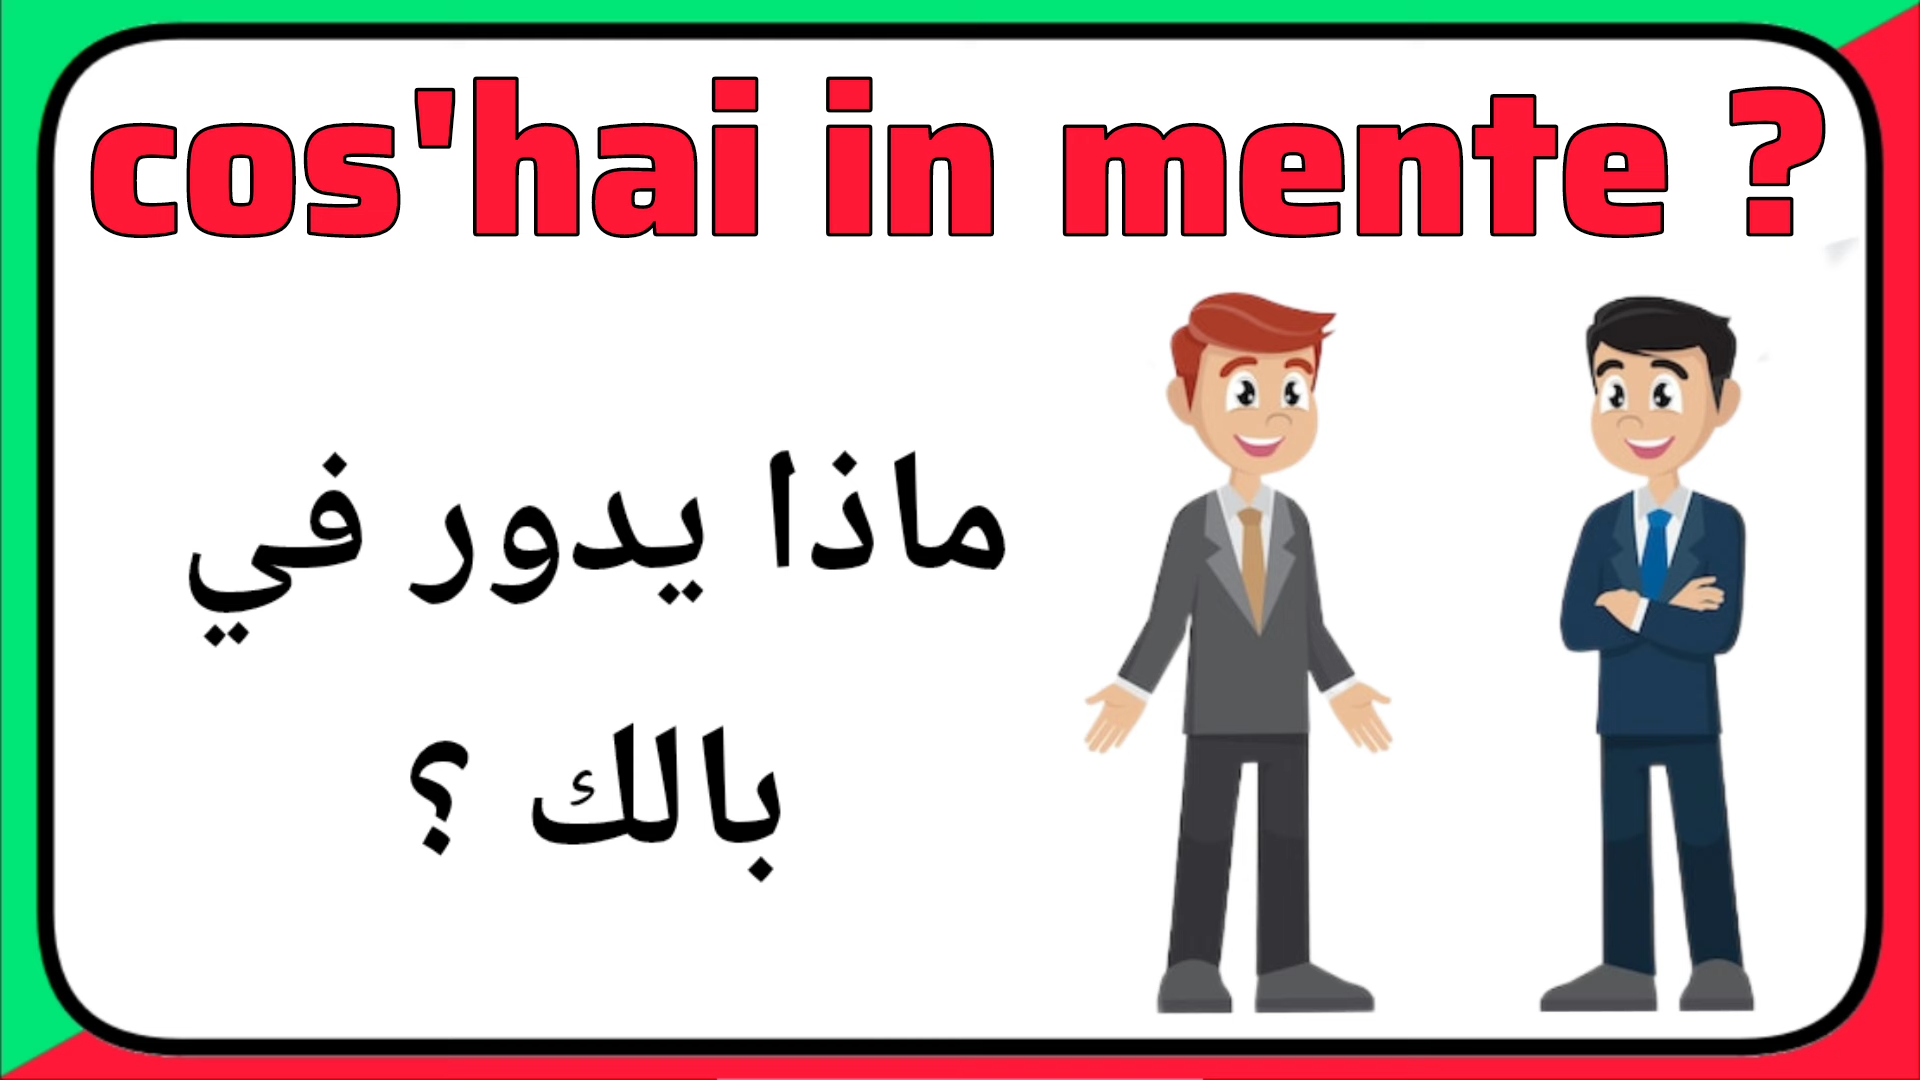 cos'hai in mente ?
ماذا يدور في
بالك ؟